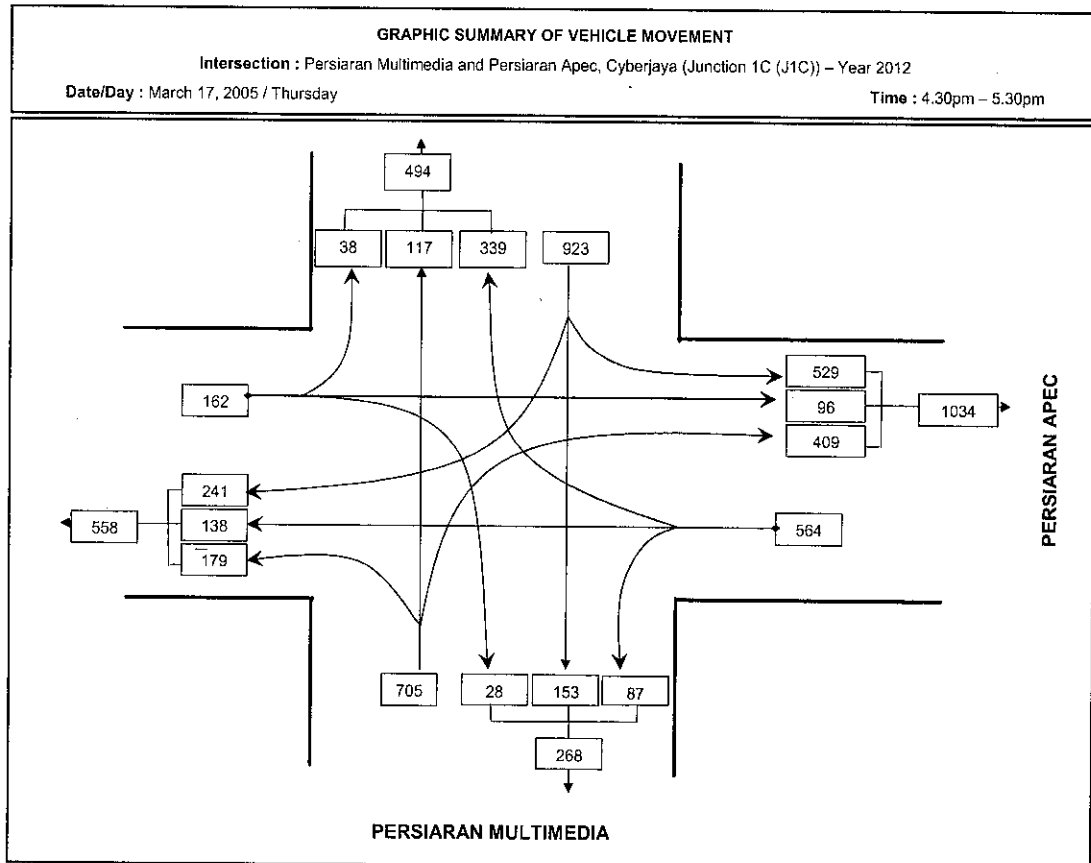 GRAPHIC SUMMARY OF VEHICLE MOVEMENT
Intersection : Persiaran Multimedia and Persiaran Apec, Cyberjaya (Junction 1C (J1C)) – Year 2012
Date/Day : March 17, 2005 / Thursday Time : 4.30pm – 5.30pm
494
38 117 339 923
529
162 96 1034
409
241
558 138 564
179
705 28 153 87
268
PERSIARAN APEC
PERSIARAN MULTIMEDIA